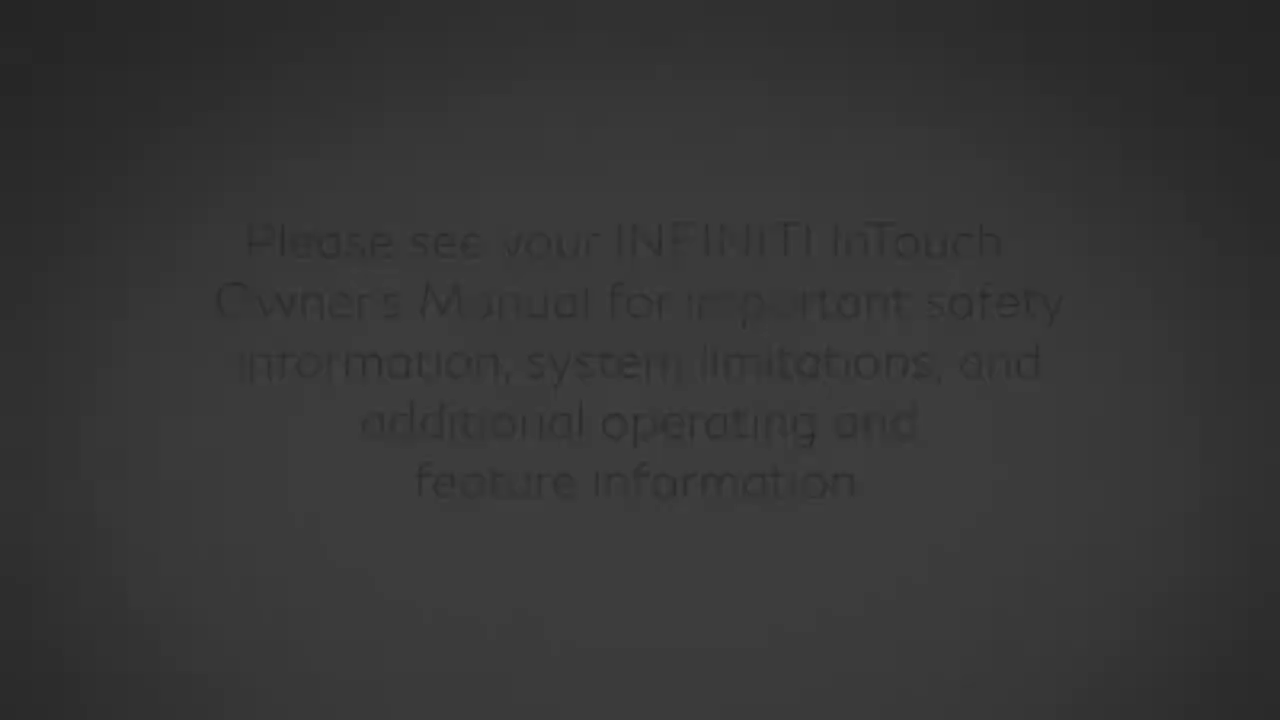 Please see your INFINITI InTouch
Owner's Manual for important safety
information, system limitations, and
additional operating and
feature information